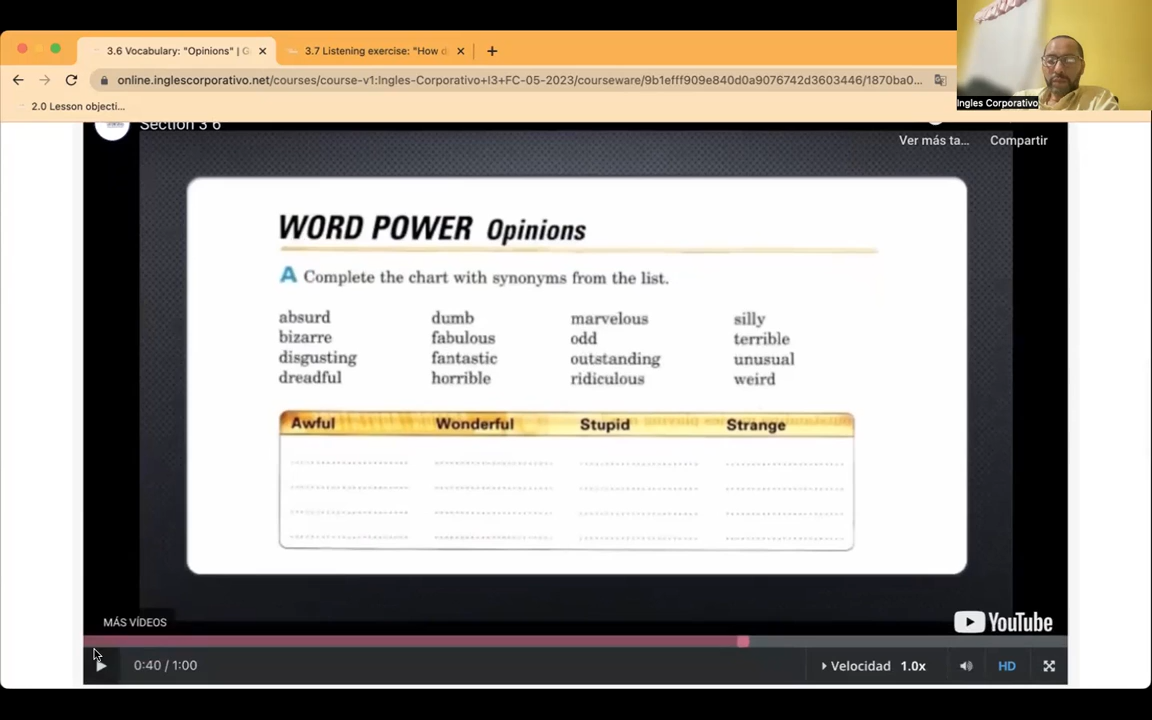 3.6 Vocabulary: "Opinions" | G
3.7 Listening exercise: "How d
online.inglescorporativo.net/courses/course-v1:Ingles-Corporativo+I3+FC-05-2023/courseware/9b1efff909e840d0a9076742d3603446/1870ba0...
Ingles Corporativo
2.0 Lesson objecti...
Section 3 6
Ver más ta...
Compartir
WORD POWER Opinions
A Complete the chart with synonyms from the list.
absurd dumb marvelous silly
bizarre fabulous odd terrible
disgusting fantastic outstanding unusual
dreadful horrible ridiculous weird
Awful Wonderful Stupid Strange
MÁS VÍDEOS
YouTube
0:40 / 1:00
Velocidad 1.0x
HD